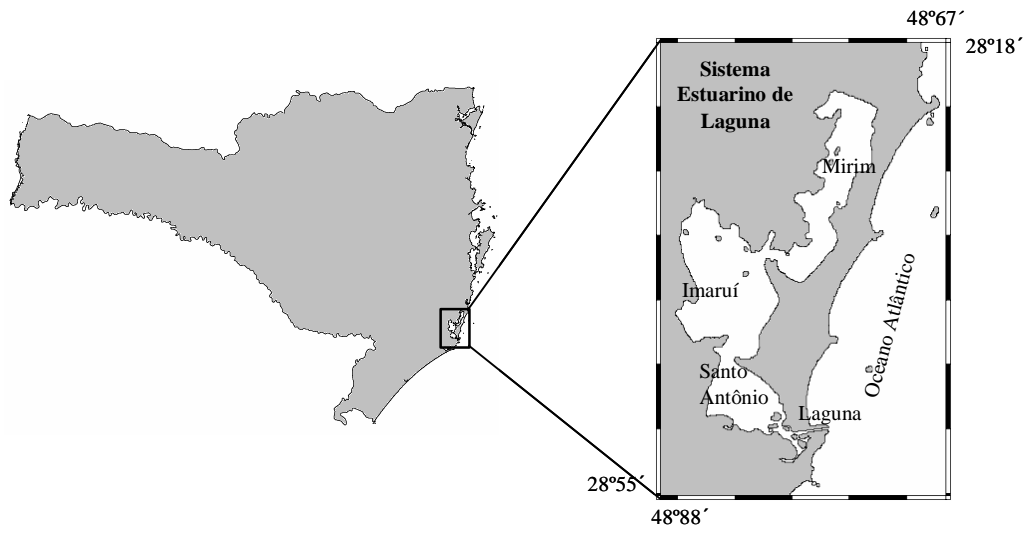 48º67´
28º18´
Sistema
Estuarino de
Laguna
Mirim
Imaruí
Oceano Atlântico
Santo
Antônio
Laguna
28º55´
48º88´